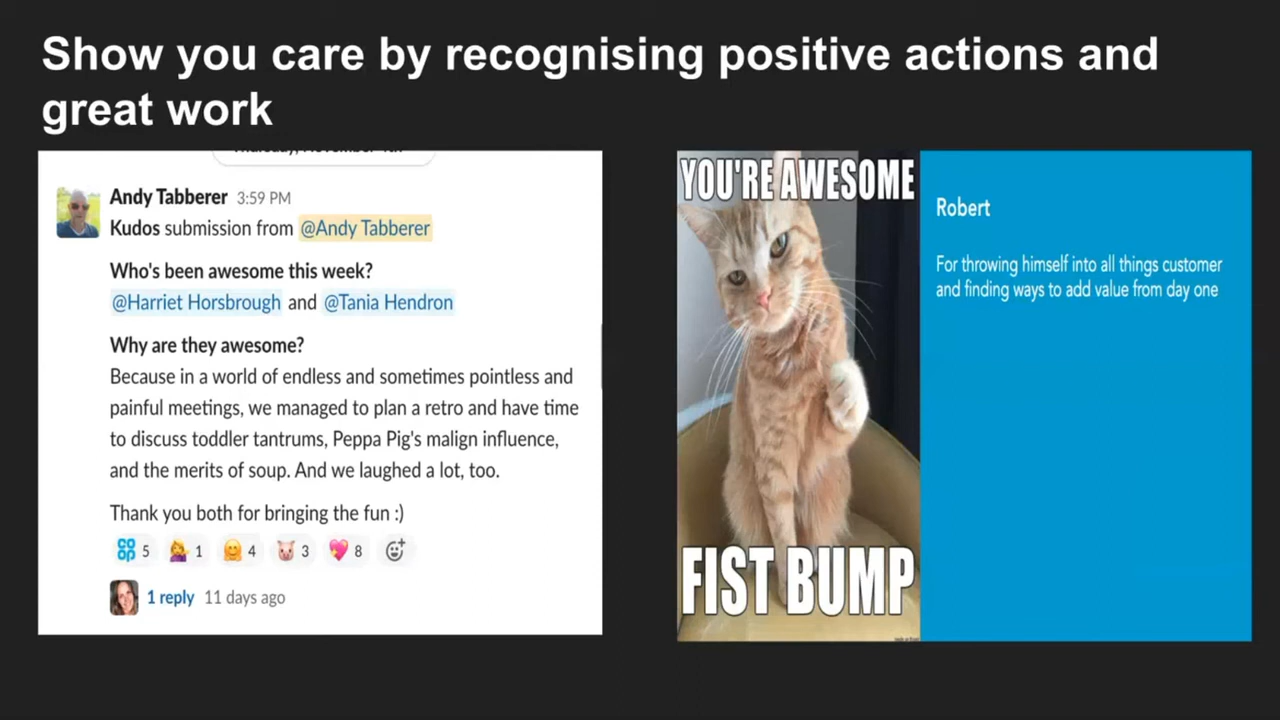 Show you care by recognising positive actions and
great work
Andy Tabberer 3:59 PM
Kudos submission from @Andy Tabberer
Who's been awesome this week?
@Harriet Horsbrough and @Tania Hendron
Why are they awesome?
Because in a world of endless and sometimes pointless and
painful meetings, we managed to plan a retro and have time
to discuss toddler tantrums, Peppa Pig's malign influence,
and the merits of soup. And we laughed a lot, too.
Thank you both for bringing the fun :)
CO OP 5 1 4 3 8
1 reply 11 days ago
YOU'RE AWESOME
FIST BUMP
Robert
For throwing himself into all things customer
and finding ways to add value from day one